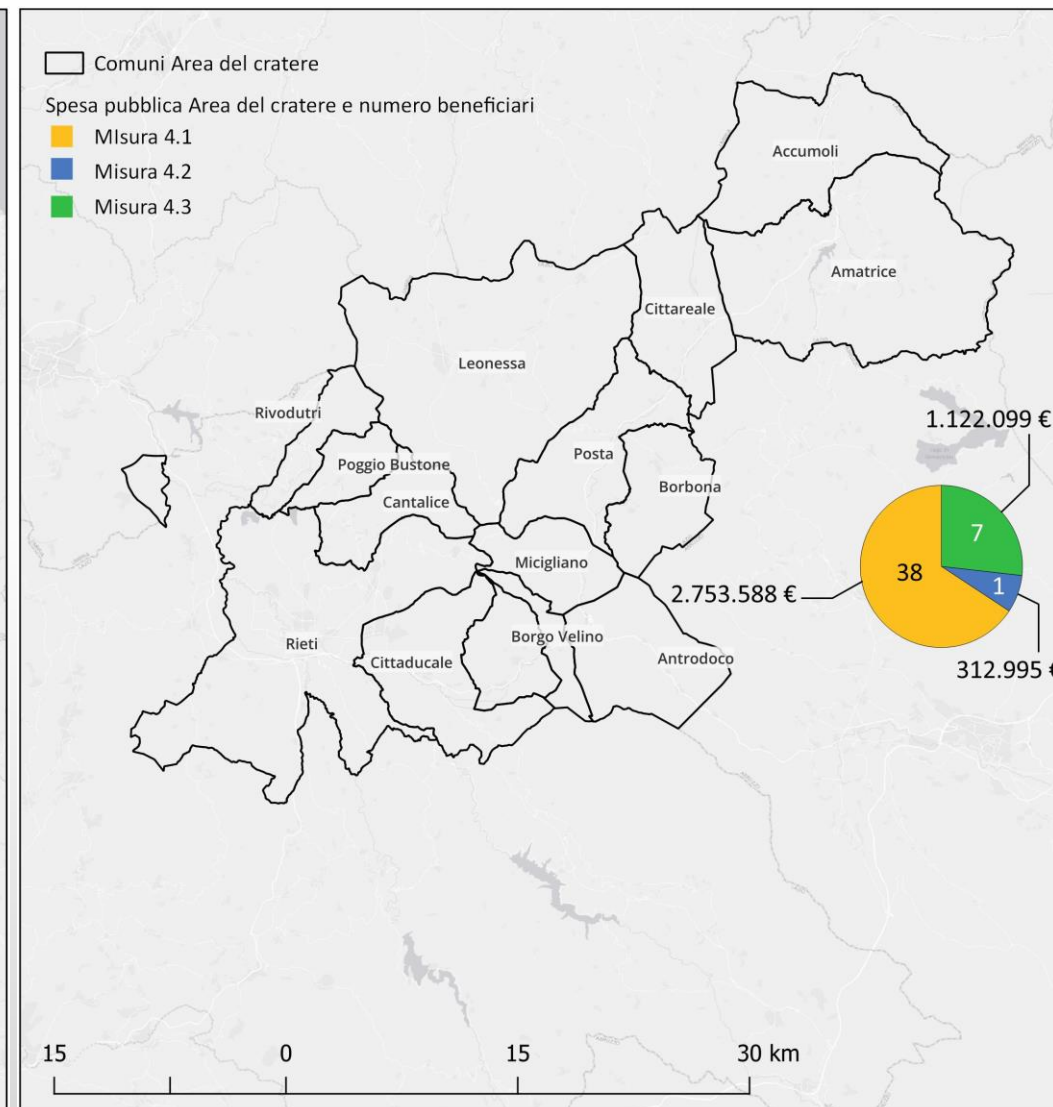 Comuni Area del cratere
Spesa pubblica Area del cratere e numero beneficiari
MIsura 4.1
Misura 4.2
Misura 4.3
Accumoli
Amatrice
Cittareale
Leonessa
Rivodutri
1.122.099 €
Poggio Bustone
Posta
Cantalice
Borbona
7
Micigliano
38
1
2.753.588 €
Rieti
Borgo Velino
Cittaducale
Antrodoco
312.995 €
15 0 15 30 km